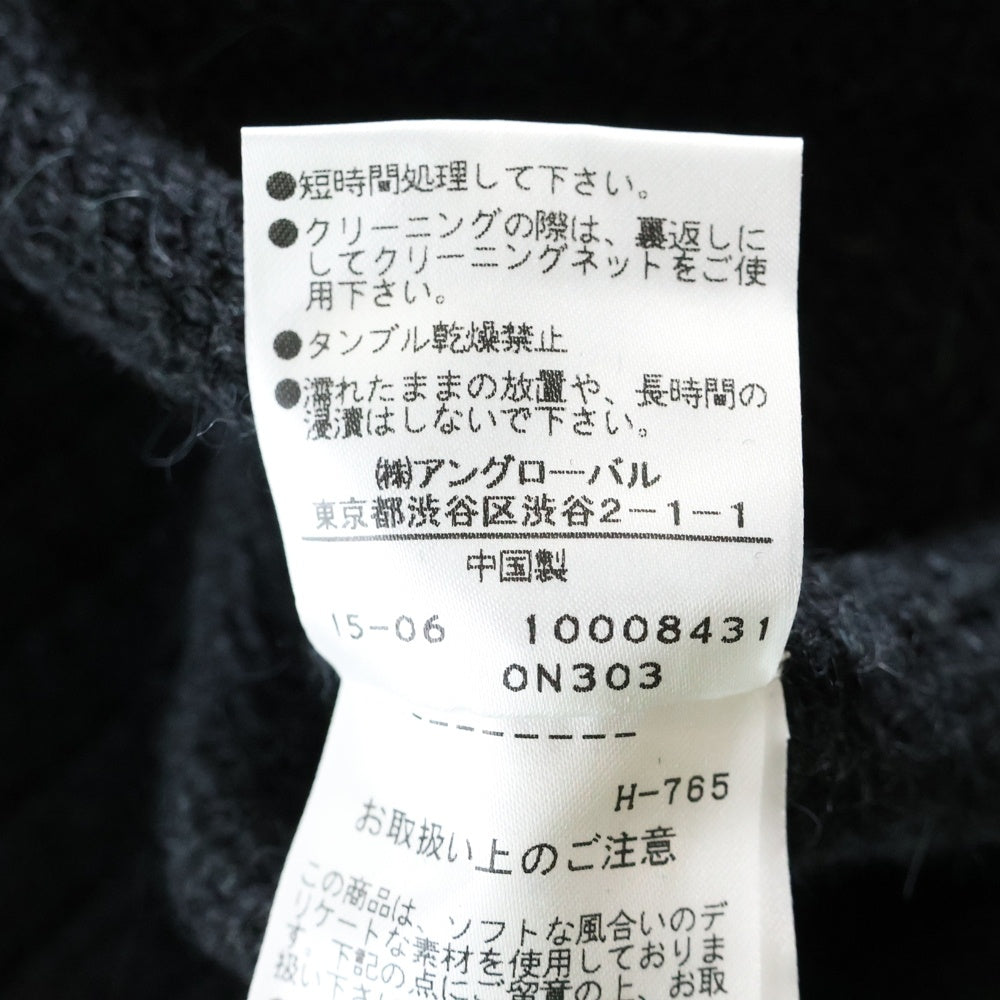 ●短時間処理して下さい。
●クリーニングの際は、裏返しに
してクリーニングネットをご使
用下さい。
●タンブル乾燥禁止
●濡れたままの放置や、長時間の
浸漬はしないで下さい。
(株)アングローバル
東京都渋谷区渋谷2-1-1
中国製
15-06 10008431
0N303
H-765
お取扱い上のご注意
この商品は、ソフトな風合いのデ
リケートな素材を使用しておりま
す。下記の点にご留意の上、お取
扱い下さい